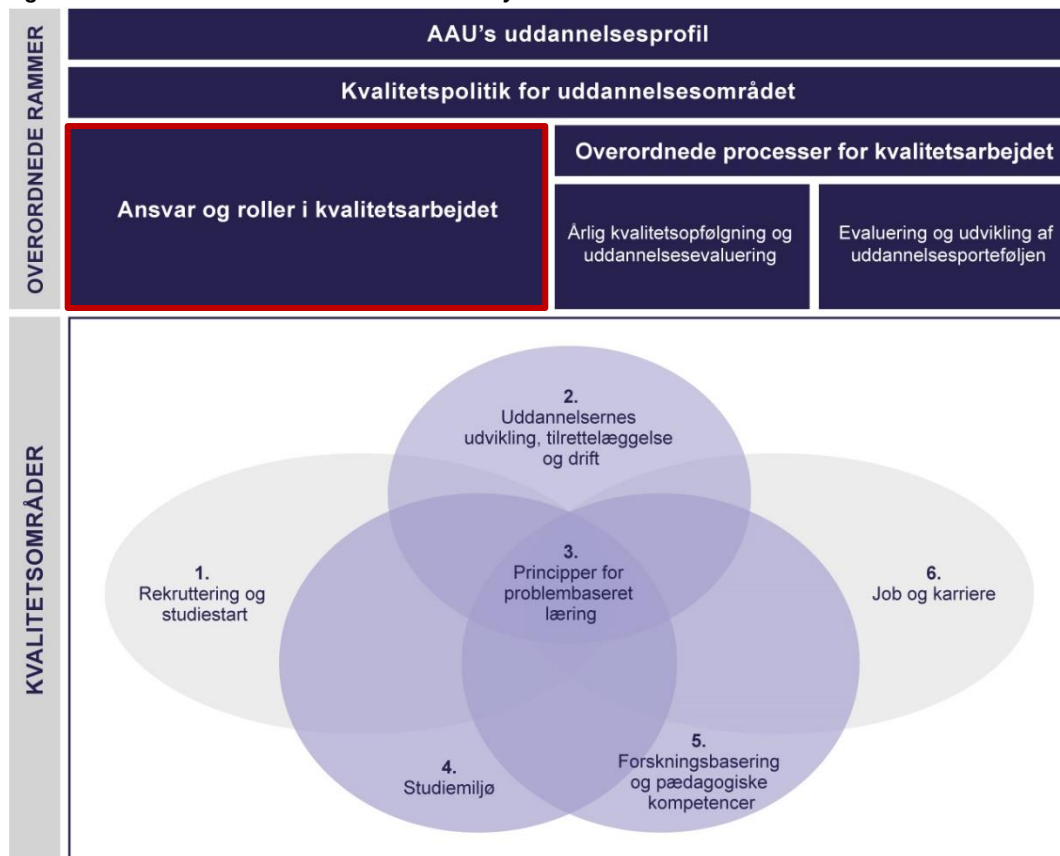 OVERORDNEDE RAMMER
AAU's uddannelsesprofil
Kvalitetspolitik for uddannelsesområdet
Ansvar og roller i kvalitetsarbejdet
Overordnede processer for kvalitetsarbejdet
Årlig kvalitetsopfølgning og
uddannelsesevaluering
Evaluering og udvikling af
uddannelsesporteføljen
KVALITETSOMRÅDER
2.
Uddannelsernes
udvikling, tilrettelæggelse
og drift
1.
Rekruttering og
studiestart
3.
Principper for
problembaseret
læring
6.
Job og karriere
4.
Studiemiljø
5.
Forskningsbasering
og pædagogiske
kompetencer